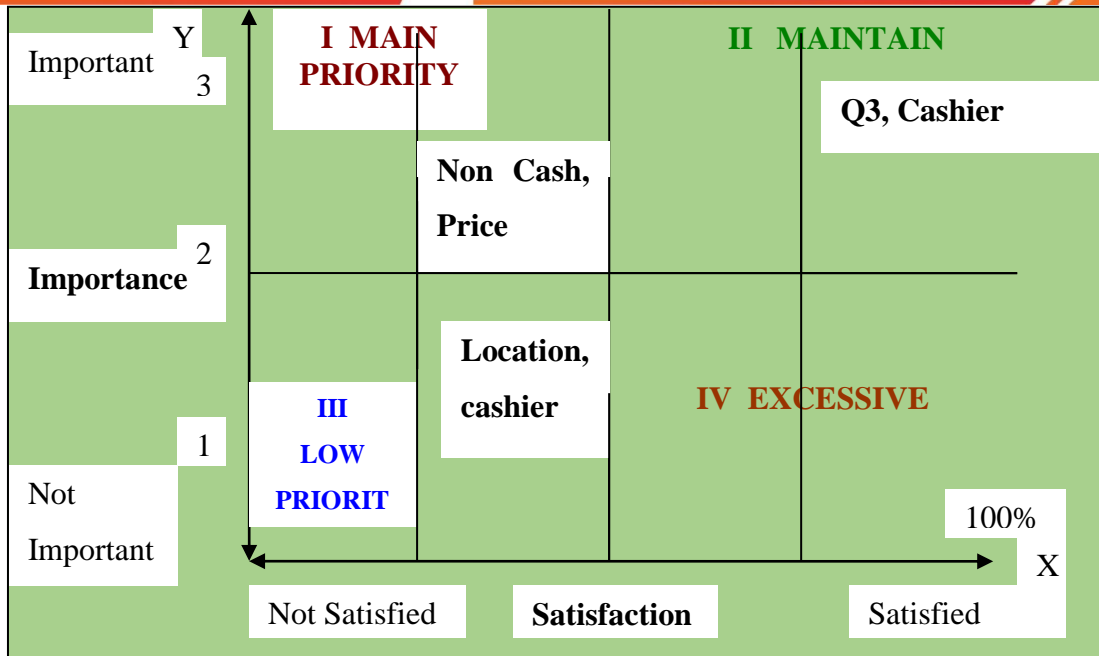 Y
Important
3
I MAIN
PRIORITY
II MAINTAIN
Q3, Cashier
Non Cash,
Price
2
Importance
Location,
cashier
III
LOW
PRIORIT
IV EXCESSIVE
1
Not
Important
100%
X
Not Satisfied
Satisfaction
Satisfied